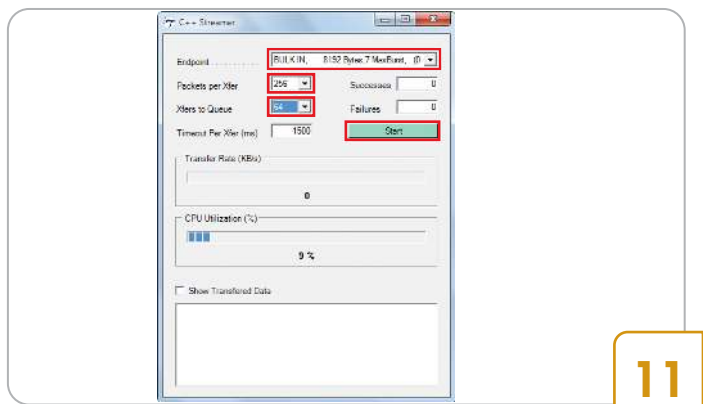 C++ Streamer
Endpoint ............ BULK IN, 8192 Bytes 7 MaxBurst, (0
Packets per Xfer 256 Successes 0
Xfers to Queue 64 Failures 0
Timeout Per Xfer (ms) 1500 Start
Transfer Rate (KB/s)
0
CPU Utilization (%)
9 %
Show Transfered Data
11